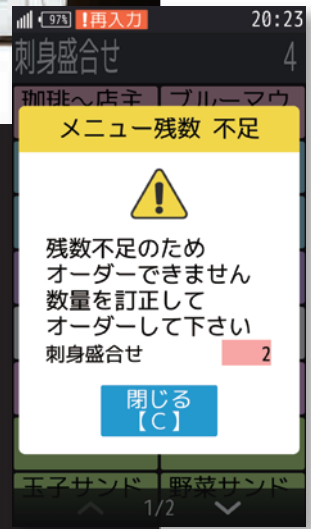 97% !再入力 20:23
刺身盛合せ 4
珈琲～店主 ブルーマウ
メニュー残数 不足
残数不足のため
オーダーできません
数量を訂正して
オーダーして下さい
刺身盛合せ 2
閉じる
【C】
玉子サンド 野菜サンド
1/2